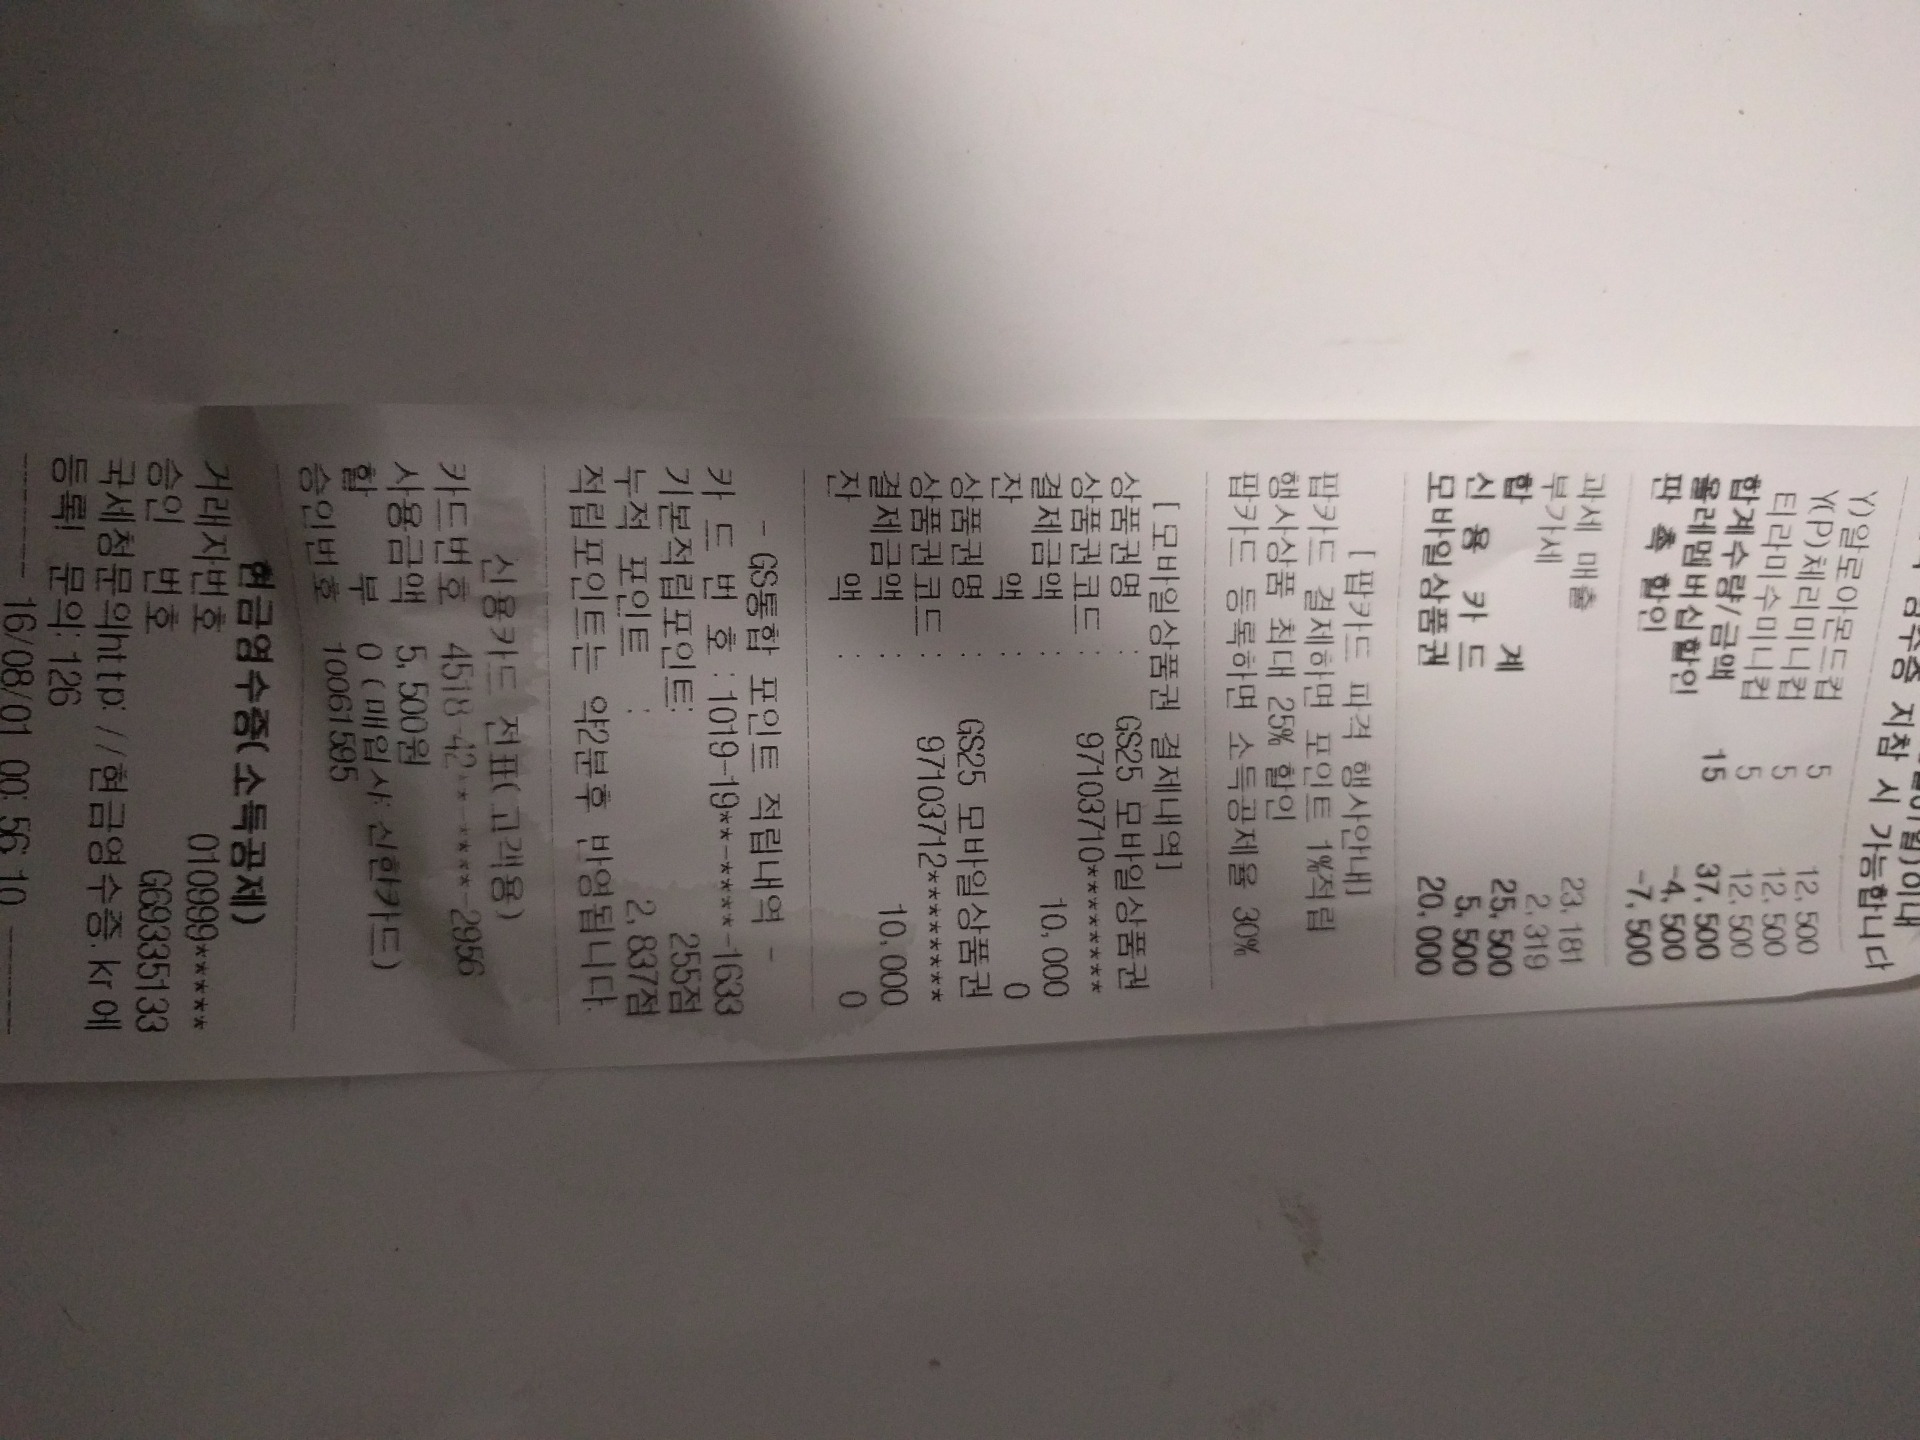 지참 시 가능합니다
Y)알로아몬드컵 5 12,500
Y(P)체리미니컵 5 12,500
티라미수미니컵 5 12,500
합계수량/금액 15 37,500
올레멤버십할인 -4,500
판 촉 할인 -7,500
과세 매출 23,181
부가세 2,319
합 계 25,500
신 용 카 드 5,500
모바일상품권 20,000
[ 팝카드 파격 행사안내]
팝카드 결제하면 포인트 1%적립
행사상품 최대 25% 할인
팝카드 등록하면 소득공제율 30%
[ 모바일상품권 결제내역]
상품권명 : GS25 모바일상품권
상품권코드 : 97103710********
결제금액 : 10,000
잔 액 : 0
상품권명 : GS25 모바일상품권
상품권코드 : 97103712********
결제금액 : 10,000
잔 액 : 0
- GS통합 포인트 적립내역 -
카 드 번 호 : 1019-19**-****-1633
기본적립포인트: 255점
누적 포인트 : 2,837점
적립포인트는 약2분후 반영됩니다.
신용카드 전표(고객용)
카드번호 4518-42**-****-2956
사용금액 5,500원
할 부 0 (매입사:신한카드)
승인번호 10061595
현금영수증(소득공제)
거래자번호 010999*****
승인 번호 G69335133
국세청문의http://현금영수증.kr에
등록! 문의:126
-------- 16/08/01 00:56:10 --------